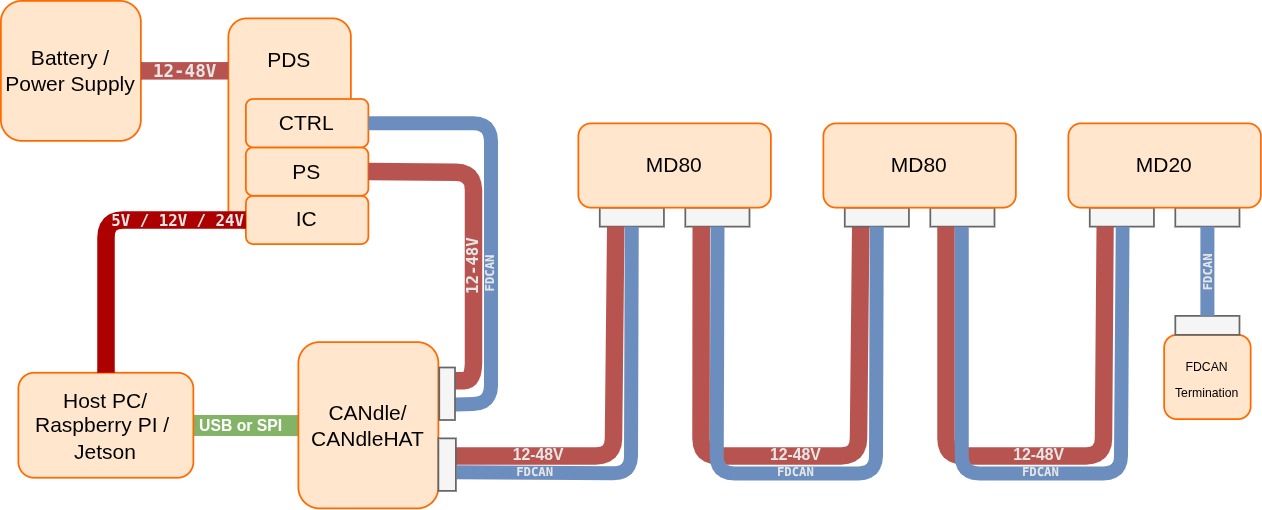 Battery /
Power Supply
12-48V
PDS
CTRL
PS
IC
5V / 12V / 24V
12-48V
FDCAN
MD80
MD80
MD20
FDCAN
FDCAN
Termination
Host PC/
Raspberry PI /
Jetson
USB or SPI
CANdle/
CANdleHAT
12-48V
FDCAN
12-48V
FDCAN
12-48V
FDCAN